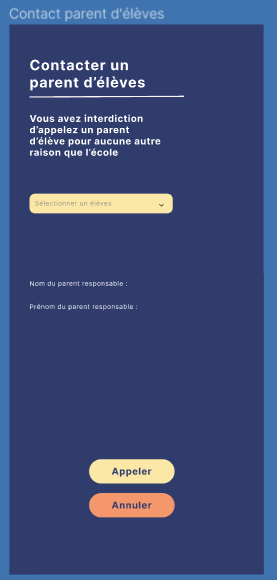 Contact parent d'élèves
Contacter un
parent d’élèves
Vous avez interdiction
d’appelez un parent
d’élève pour aucune autre
raison que l’école
Sélectionner un élèves
Nom du parent responsable :
Prénom du parent responsable :
Appeler
Annuler